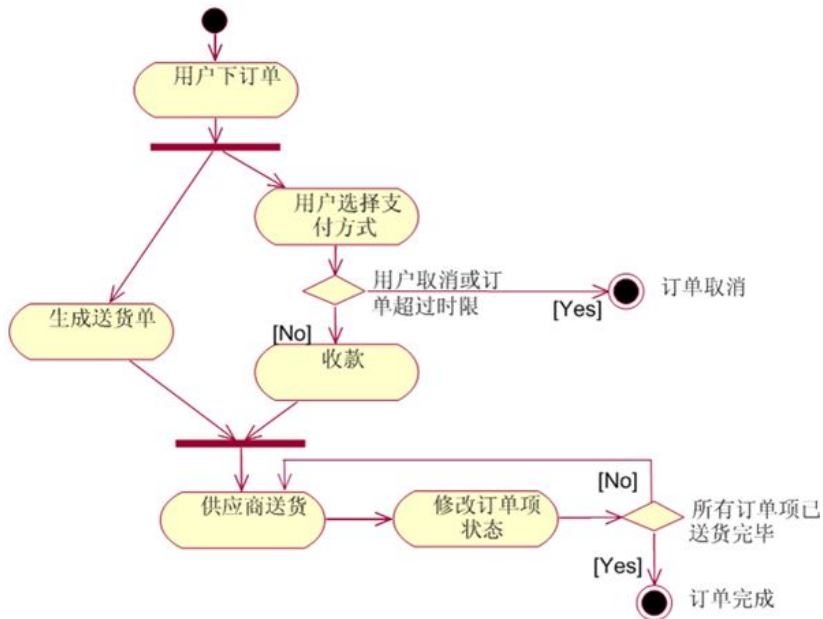 用户下订单
用户选择支
付方式
用户取消或订
单超过时限
[Yes]
订单取消
生成送货单
[No]
收款
[No]
供应商送货
修改订单项
状态
所有订单项已
送货完毕
[Yes]
订单完成